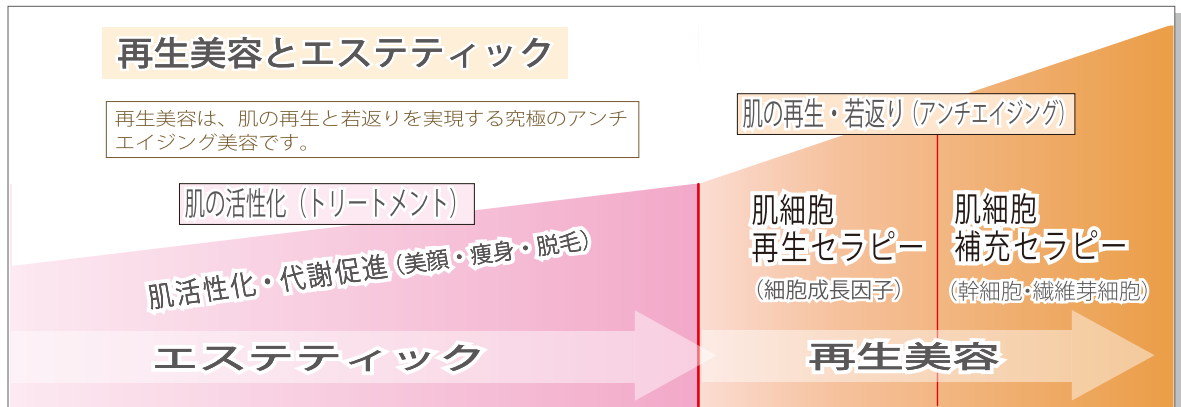 再生美容とエステティック
再生美容は、肌の再生と若返りを実現する究極のアンチ
エイジング美容です。
肌の再生・若返り（アンチエイジング）
肌の活性化（トリートメント）
肌活性化・代謝促進（美顔・痩身・脱毛）
肌細胞
再生セラピー
（細胞成長因子）
肌細胞
補充セラピー
（幹細胞・繊維芽細胞）
エステティック
再生美容